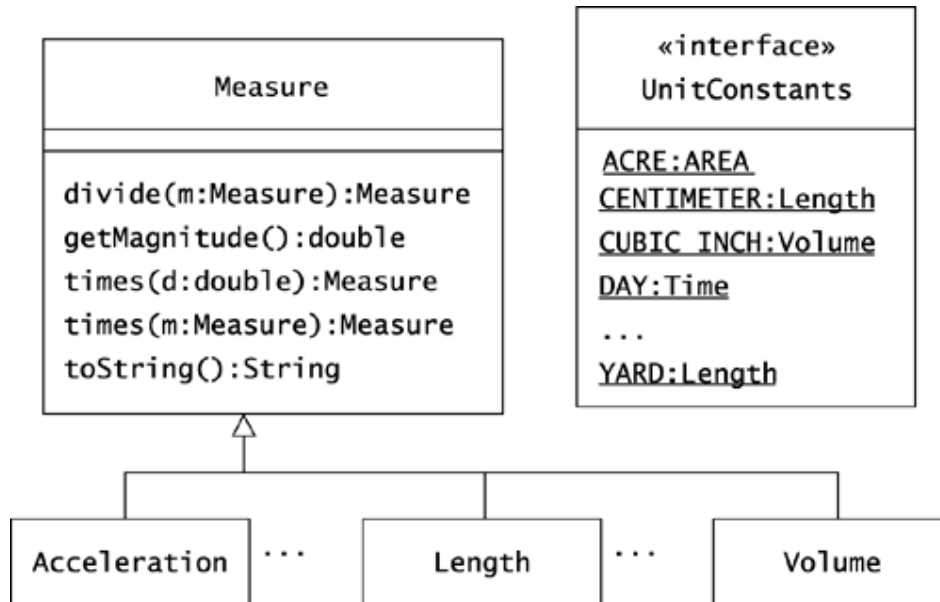 Measure
divide(m:Measure):Measure
getMagnitude():double
times(d:double):Measure
times(m:Measure):Measure
toString():String
«interface»
UnitConstants
ACRE:AREA
CENTIMETER:Length
CUBIC_INCH:Volume
DAY:Time
...
YARD:Length
Acceleration
...
Length
...
Volume